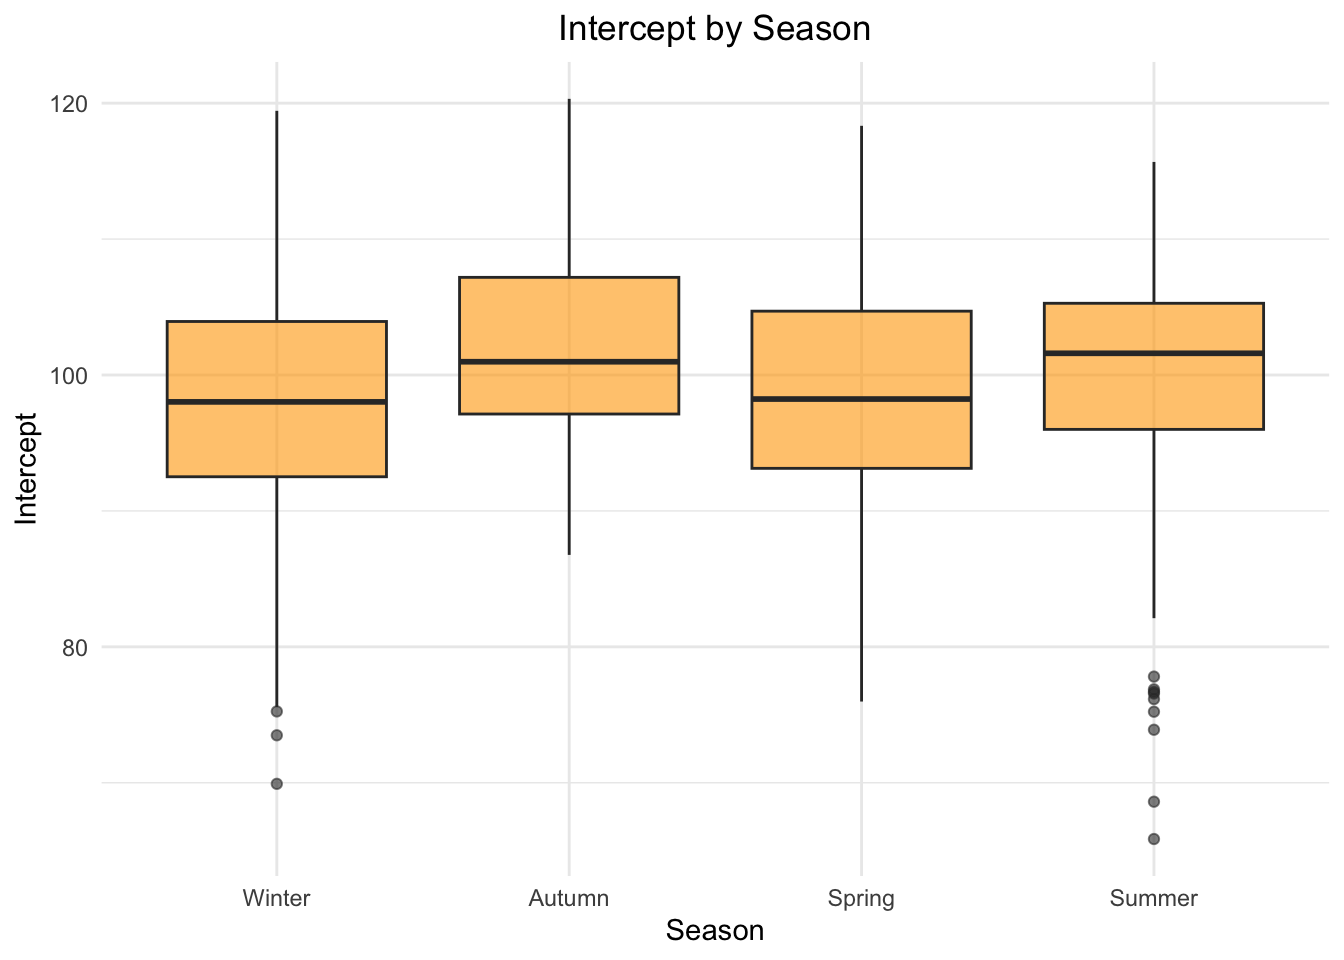 Intercept by Season
120
100
80
Intercept
Winter
Autumn
Spring
Summer
Season